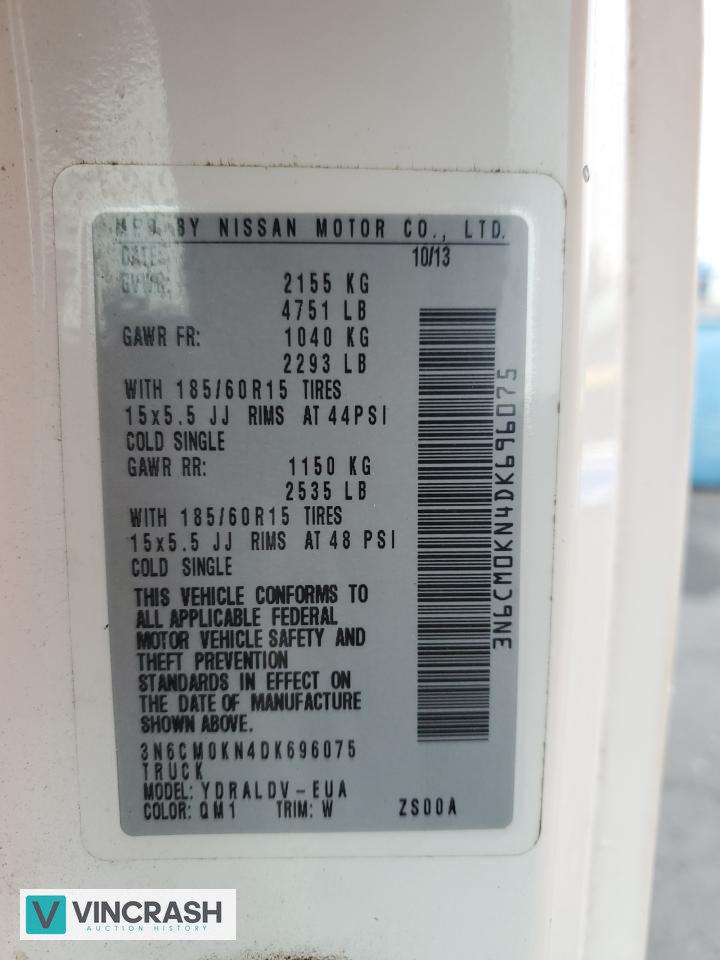 MFD BY NISSAN MOTOR CO., LTD.
DATE: 10/13
GVWR: 2155 KG
4751 LB
GAWR FR: 1040 KG
2293 LB
WITH 185/60R15 TIRES
15x5.5 JJ RIMS AT 44PSI
COLD SINGLE
GAWR RR: 1150 KG
2535 LB
WITH 185/60R15 TIRES
15x5.5 JJ RIMS AT 48 PSI
COLD SINGLE
THIS VEHICLE CONFORMS TO
ALL APPLICABLE FEDERAL
MOTOR VEHICLE SAFETY AND
THEFT PREVENTION
STANDARDS IN EFFECT ON
THE DATE OF MANUFACTURE
SHOWN ABOVE.
3N6CM0KN4DK696075
TRUCK
MODEL: YDRALDV-EUA
COLOR: QM1 TRIM: W ZS00A
3N6CM0KN4DK696075
V VINCRASH
AUCTION HISTORY